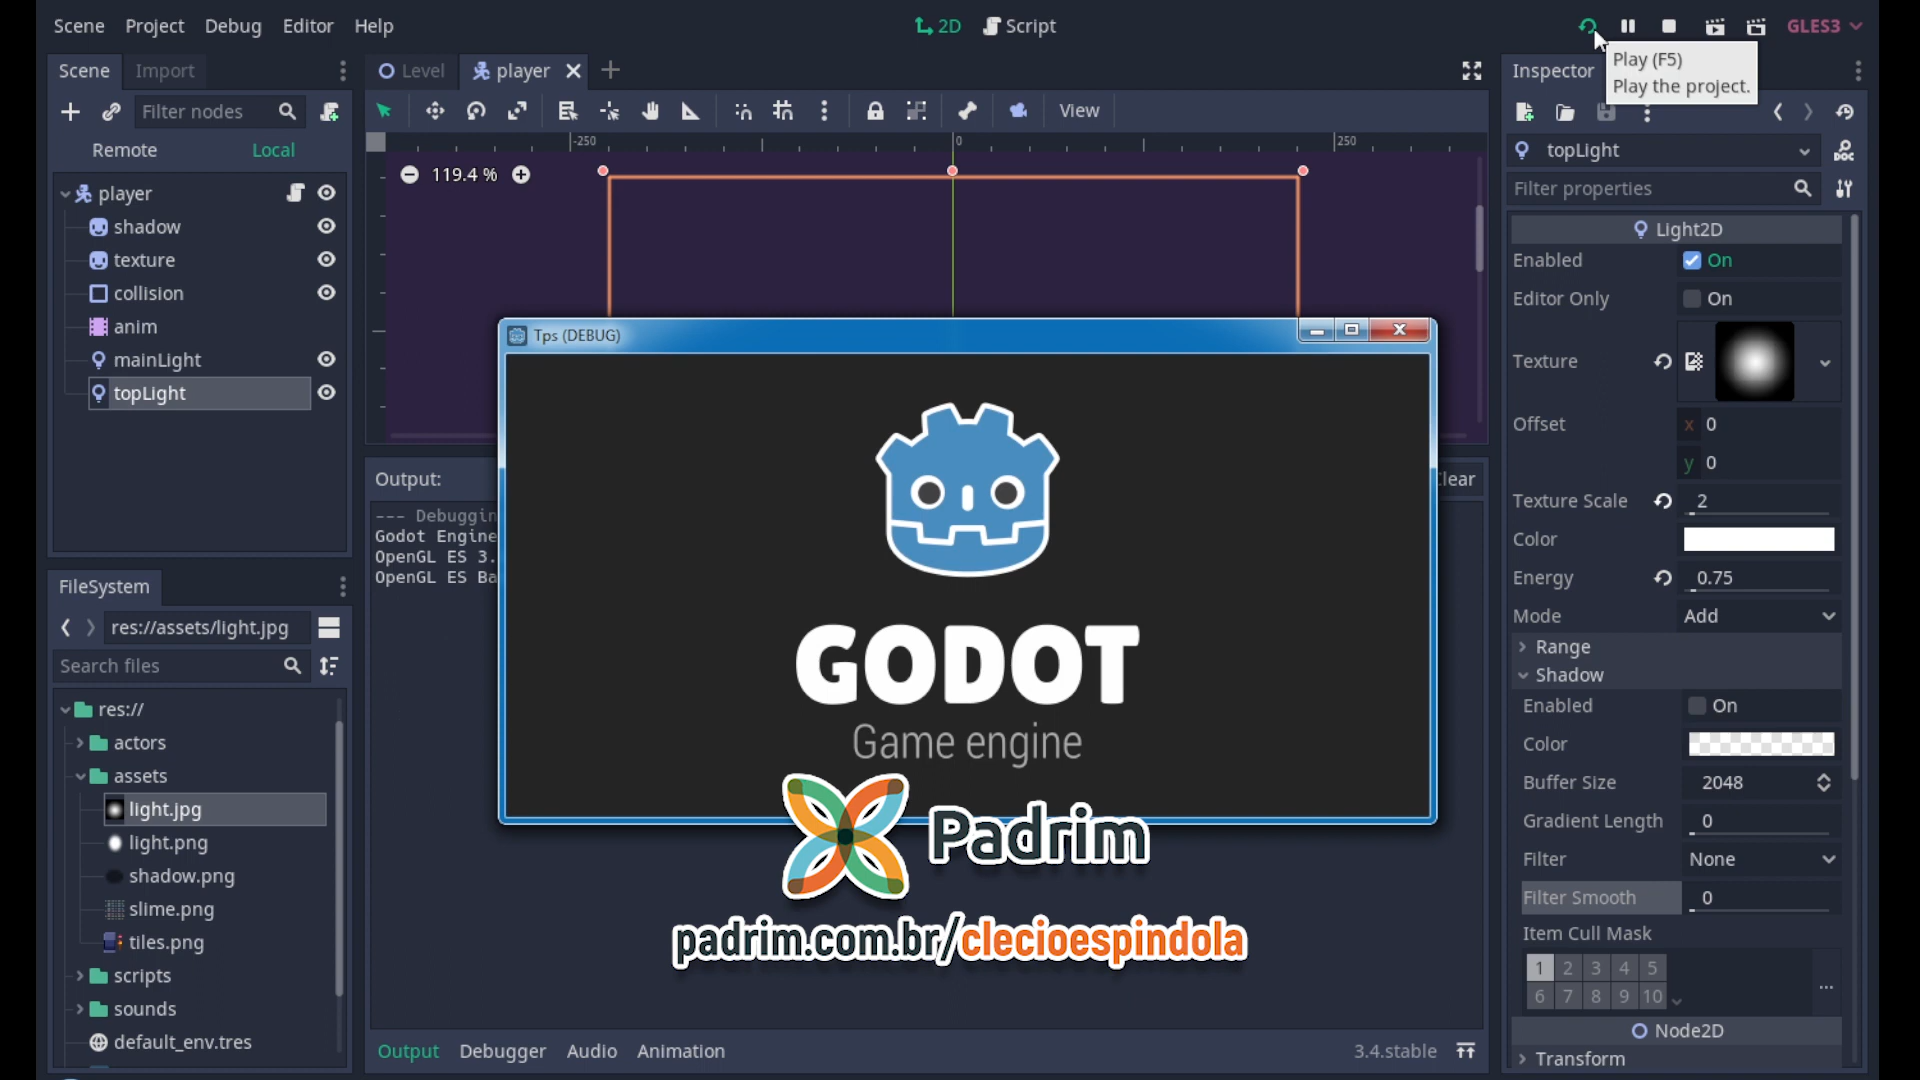 Scene Project Debug Editor Help
2D Script
GLES3
Play (F5)
Play the project.
Scene Import
Level player
Inspector
Filter nodes
View
Remote Local
-250 0 250
119.4 %
player
shadow
texture
collision
anim
mainLight
topLight
topLight
DOC
Filter properties
Light2D
Enabled On
Editor Only On
Texture
Offset x 0
y 0
Texture Scale 2
Color
Energy 0.75
Mode Add
Range
Shadow
Enabled On
Color
Buffer Size 2048
Gradient Length 0
Filter None
Filter Smooth 0
Item Cull Mask
1 2 3 4 5
6 7 8 9 10
...
Node2D
Transform
Tps (DEBUG)
GODOT
Game engine
Output:
--- Debuggin
Godot Engine
OpenGL ES 3.
OpenGL ES Ba
lear
Padrim
padrim.com.br/clecioespindola
FileSystem
res://assets/light.jpg
Search files
res://
actors
assets
light.jpg
light.png
shadow.png
slime.png
tiles.png
scripts
sounds
default_env.tres
Output Debugger Audio Animation
3.4.stable